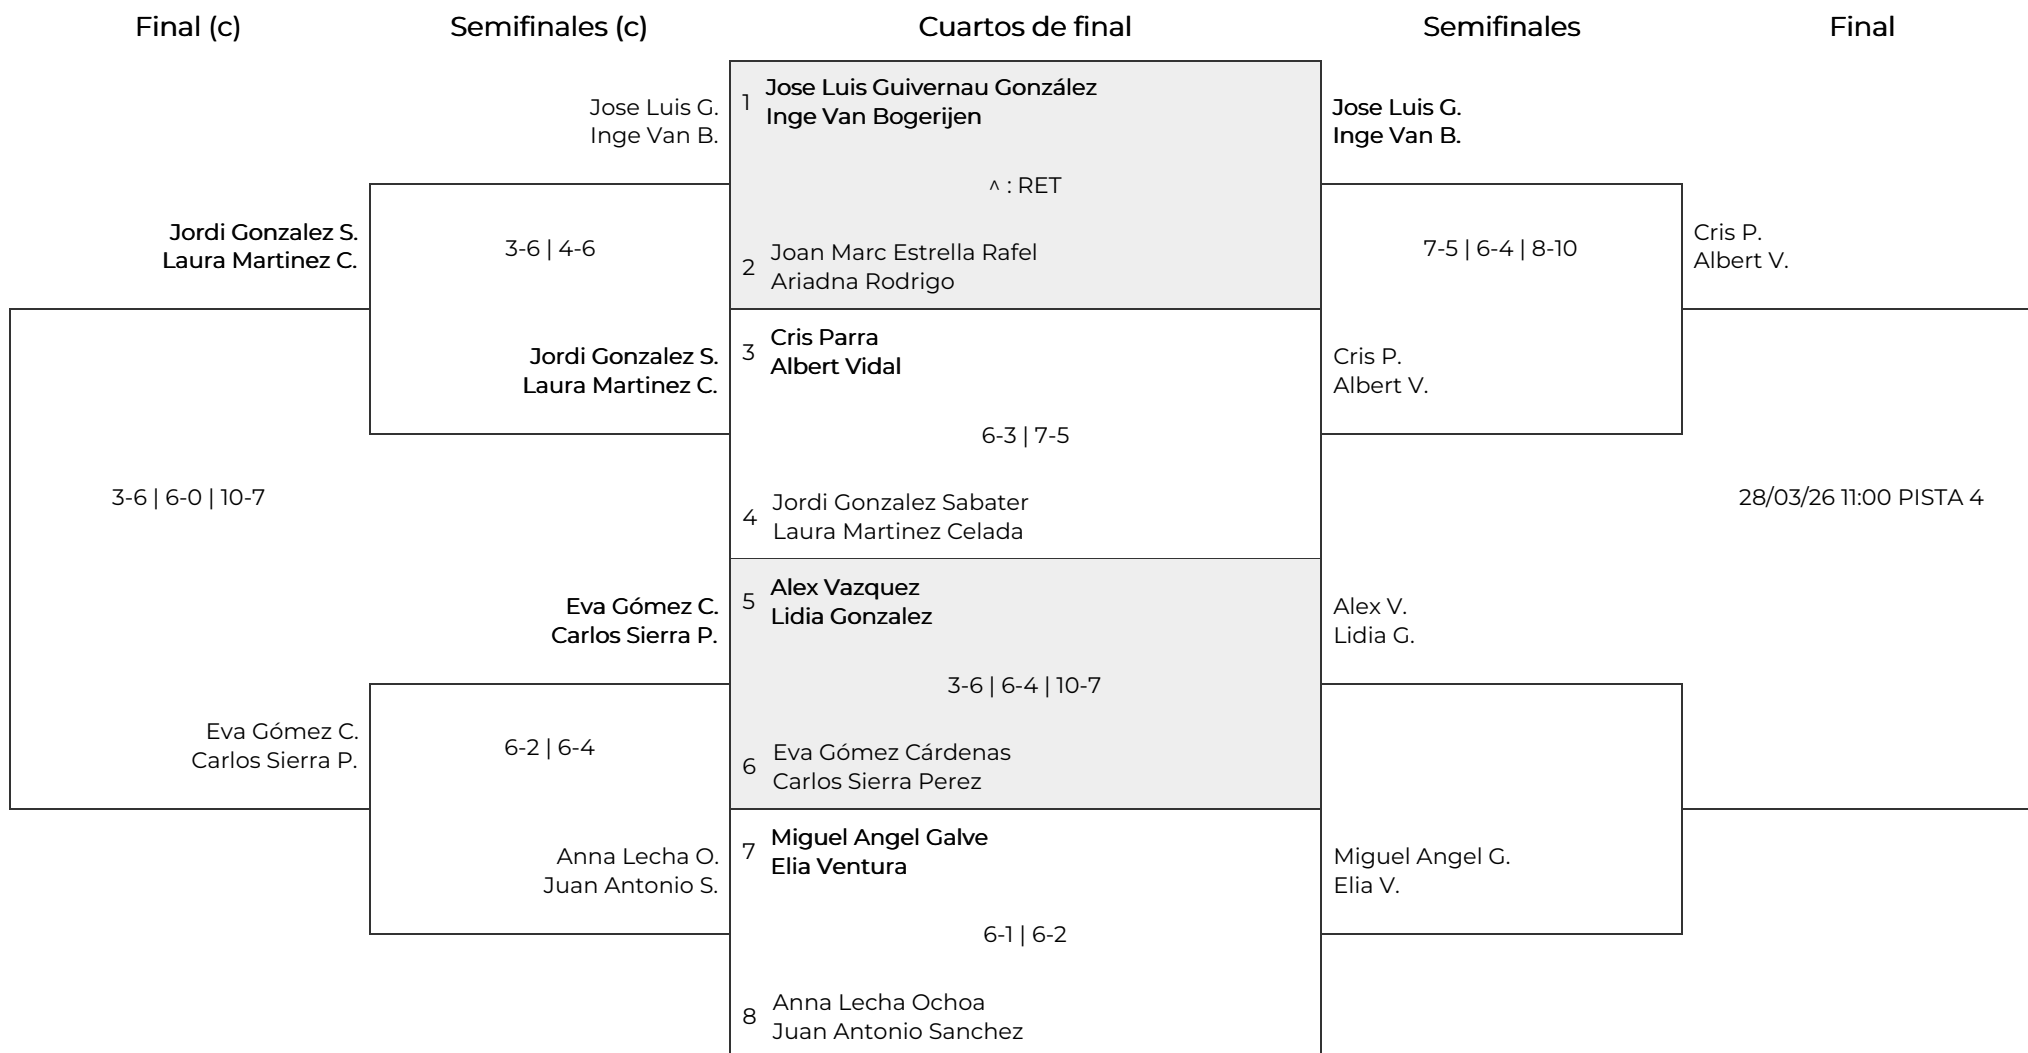 Final (c)
Semifinales (c)
Cuartos de final
Semifinales
Final
Jordi Gonzalez S.
Laura Martinez C.
3-6 | 6-0 | 10-7
Eva Gómez C.
Carlos Sierra P.
Jose Luis G.
Inge Van B.
3-6 | 4-6
Jordi Gonzalez S.
Laura Martinez C.
Eva Gómez C.
Carlos Sierra P.
6-2 | 6-4
Anna Lecha O.
Juan Antonio S.
1 Jose Luis Guivernau González
Inge Van Bogerijen
^ : RET
2 Joan Marc Estrella Rafel
Ariadna Rodrigo
3 Cris Parra
Albert Vidal
6-3 | 7-5
4 Jordi Gonzalez Sabater
Laura Martinez Celada
5 Alex Vazquez
Lidia Gonzalez
3-6 | 6-4 | 10-7
6 Eva Gómez Cárdenas
Carlos Sierra Perez
7 Miguel Angel Galve
Elia Ventura
6-1 | 6-2
8 Anna Lecha Ochoa
Juan Antonio Sanchez
Jose Luis G.
Inge Van B.
7-5 | 6-4 | 8-10
Cris P.
Albert V.
Alex V.
Lidia G.
Miguel Angel G.
Elia V.
Cris P.
Albert V.
28/03/26 11:00 PISTA 4